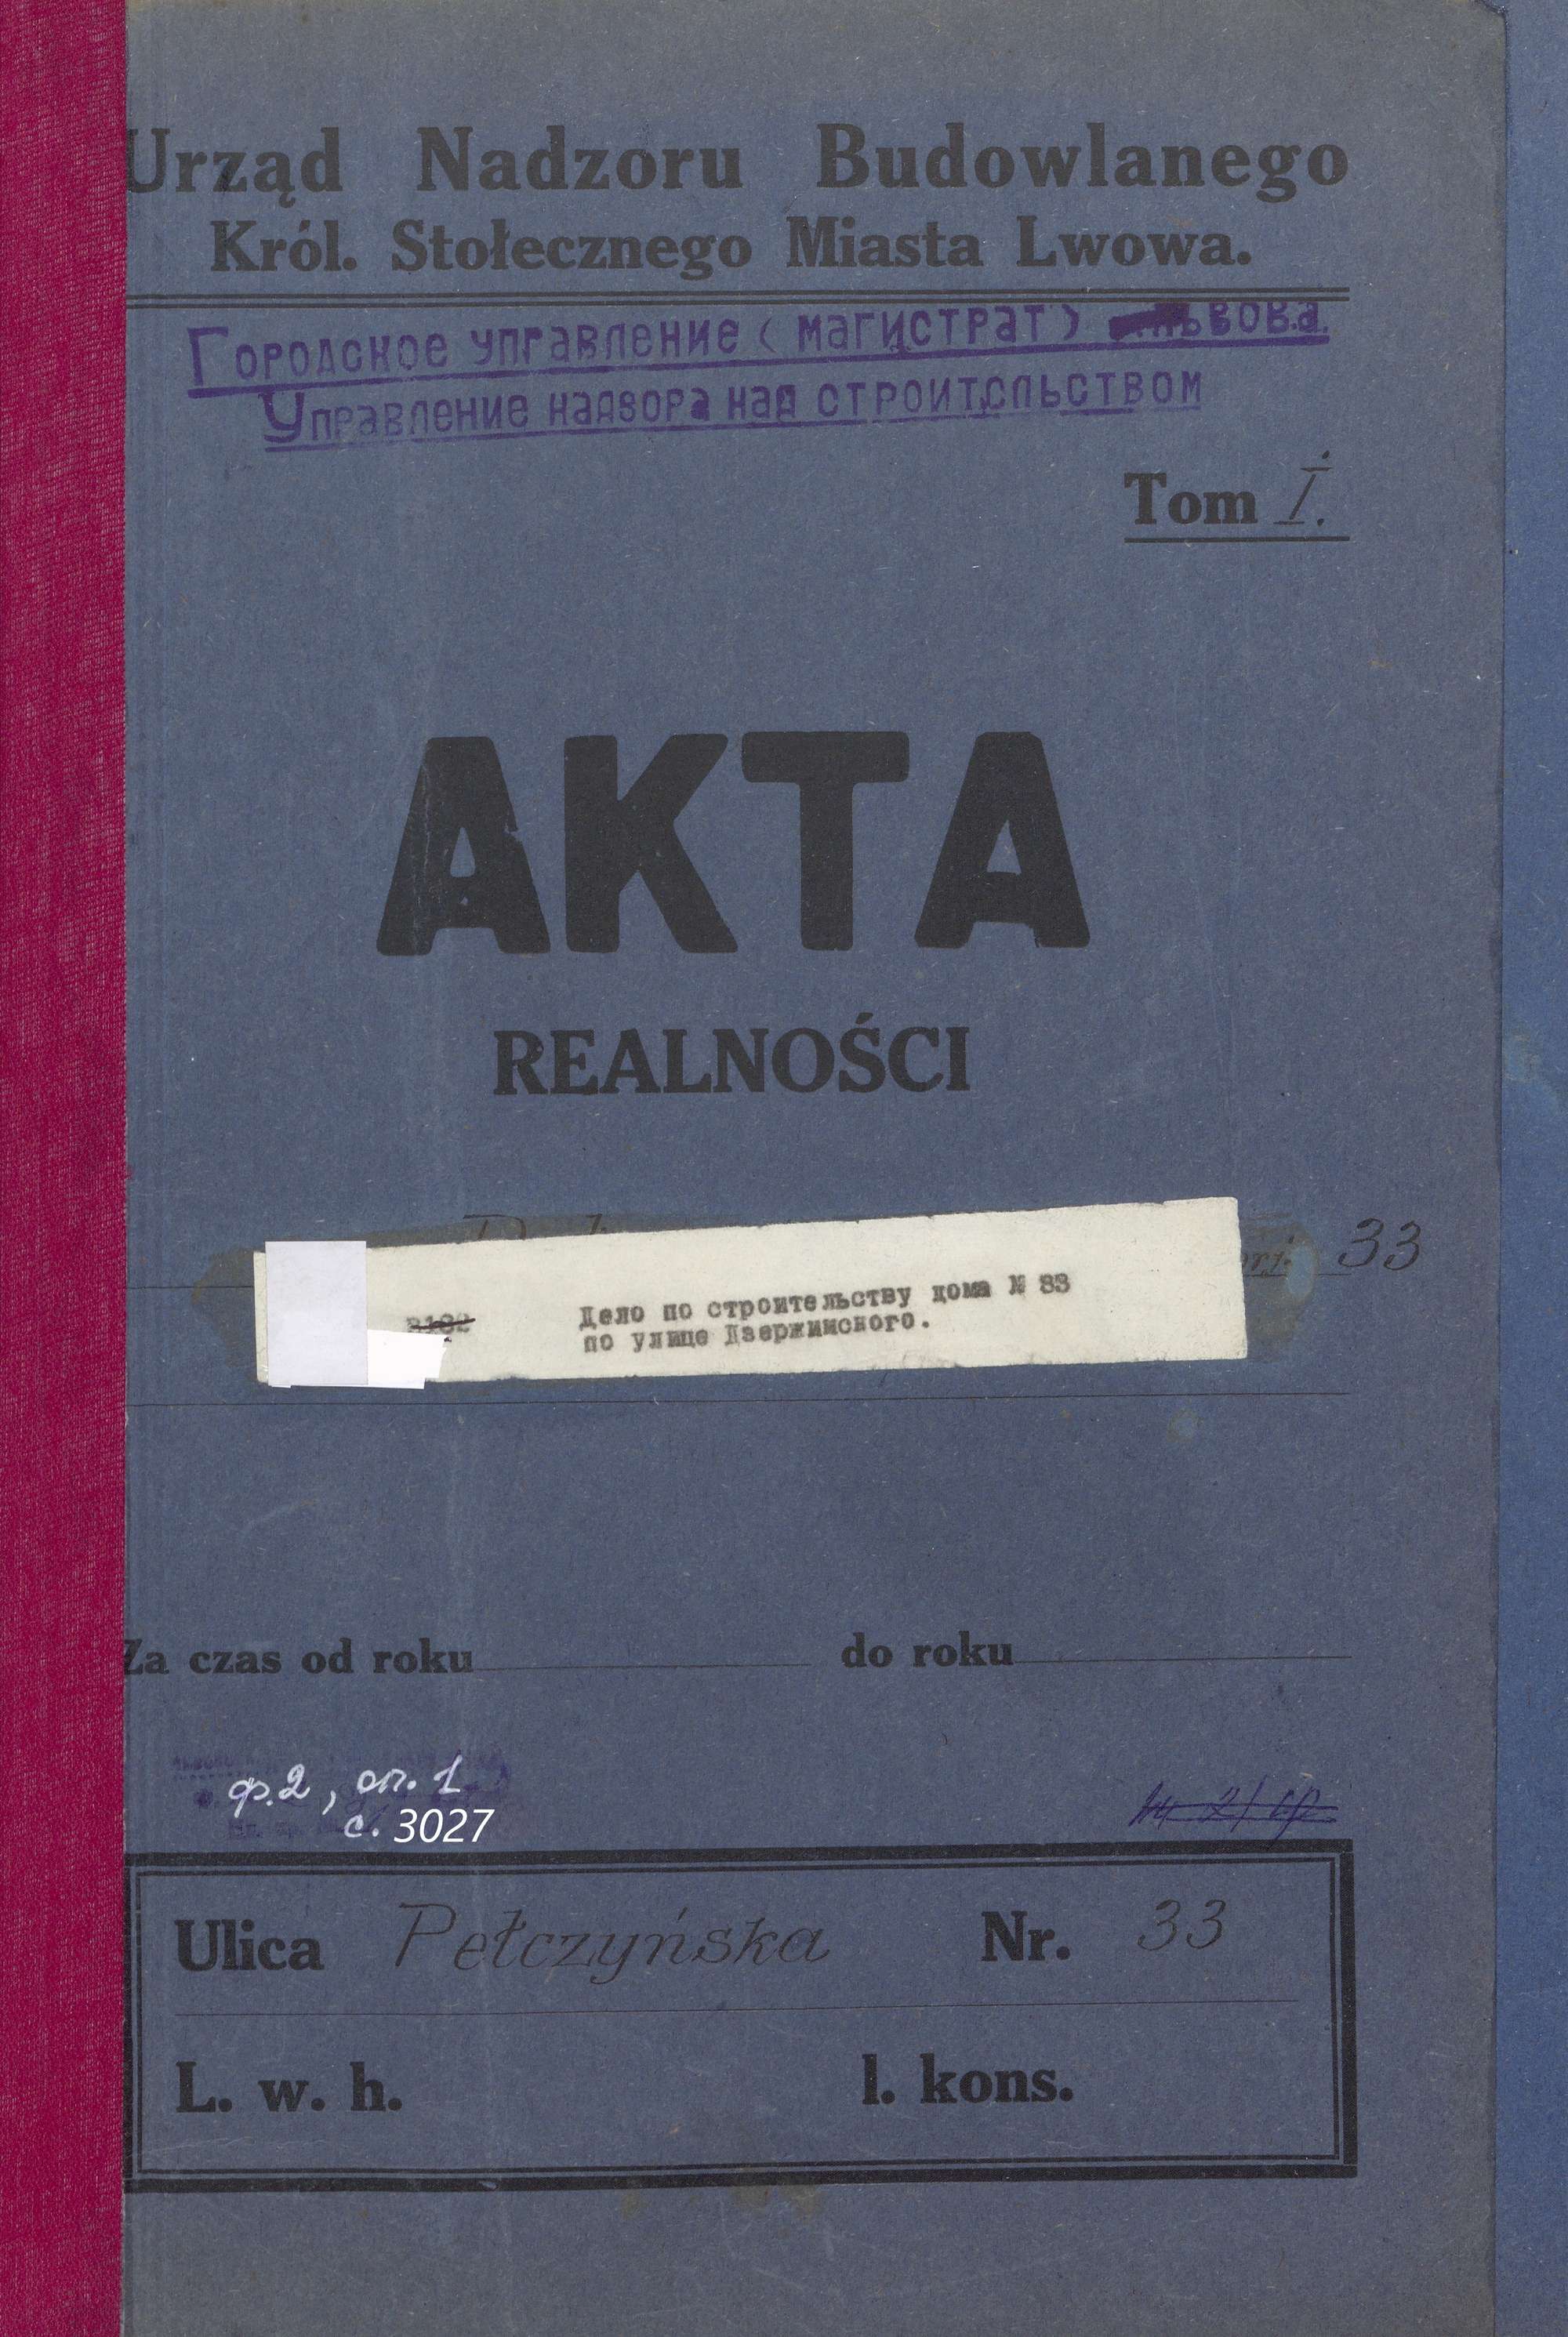 Urząd Nadzoru Budowlanego
Król. Stołecznego Miasta Lwowa.
Городское управление (магистрат) Львова.
Управление надзора над строительством
Tom I.
AKTA
REALNOŚCI
33
8182
Дело по строительству дома № 33
по улице Дзержинского.
Za czas od roku do roku
ф.2, оп. 1
с. 3027
Ulica Pełczyńska Nr. 33
L. w. h. l. kons.